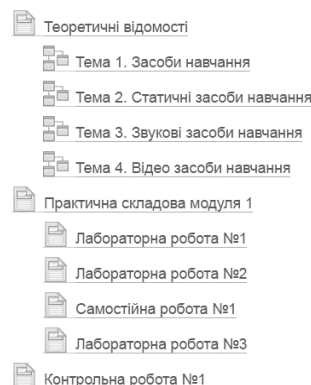 Теоретичні відомості
Тема 1. Засоби навчання
Тема 2. Статичні засоби навчання
Тема 3. Звукові засоби навчання
Тема 4. Відео засоби навчання
Практична складова модуля 1
Лабораторна робота №1
Лабораторна робота №2
Самостійна робота №1
Лабораторна робота №3
Контрольна робота №1